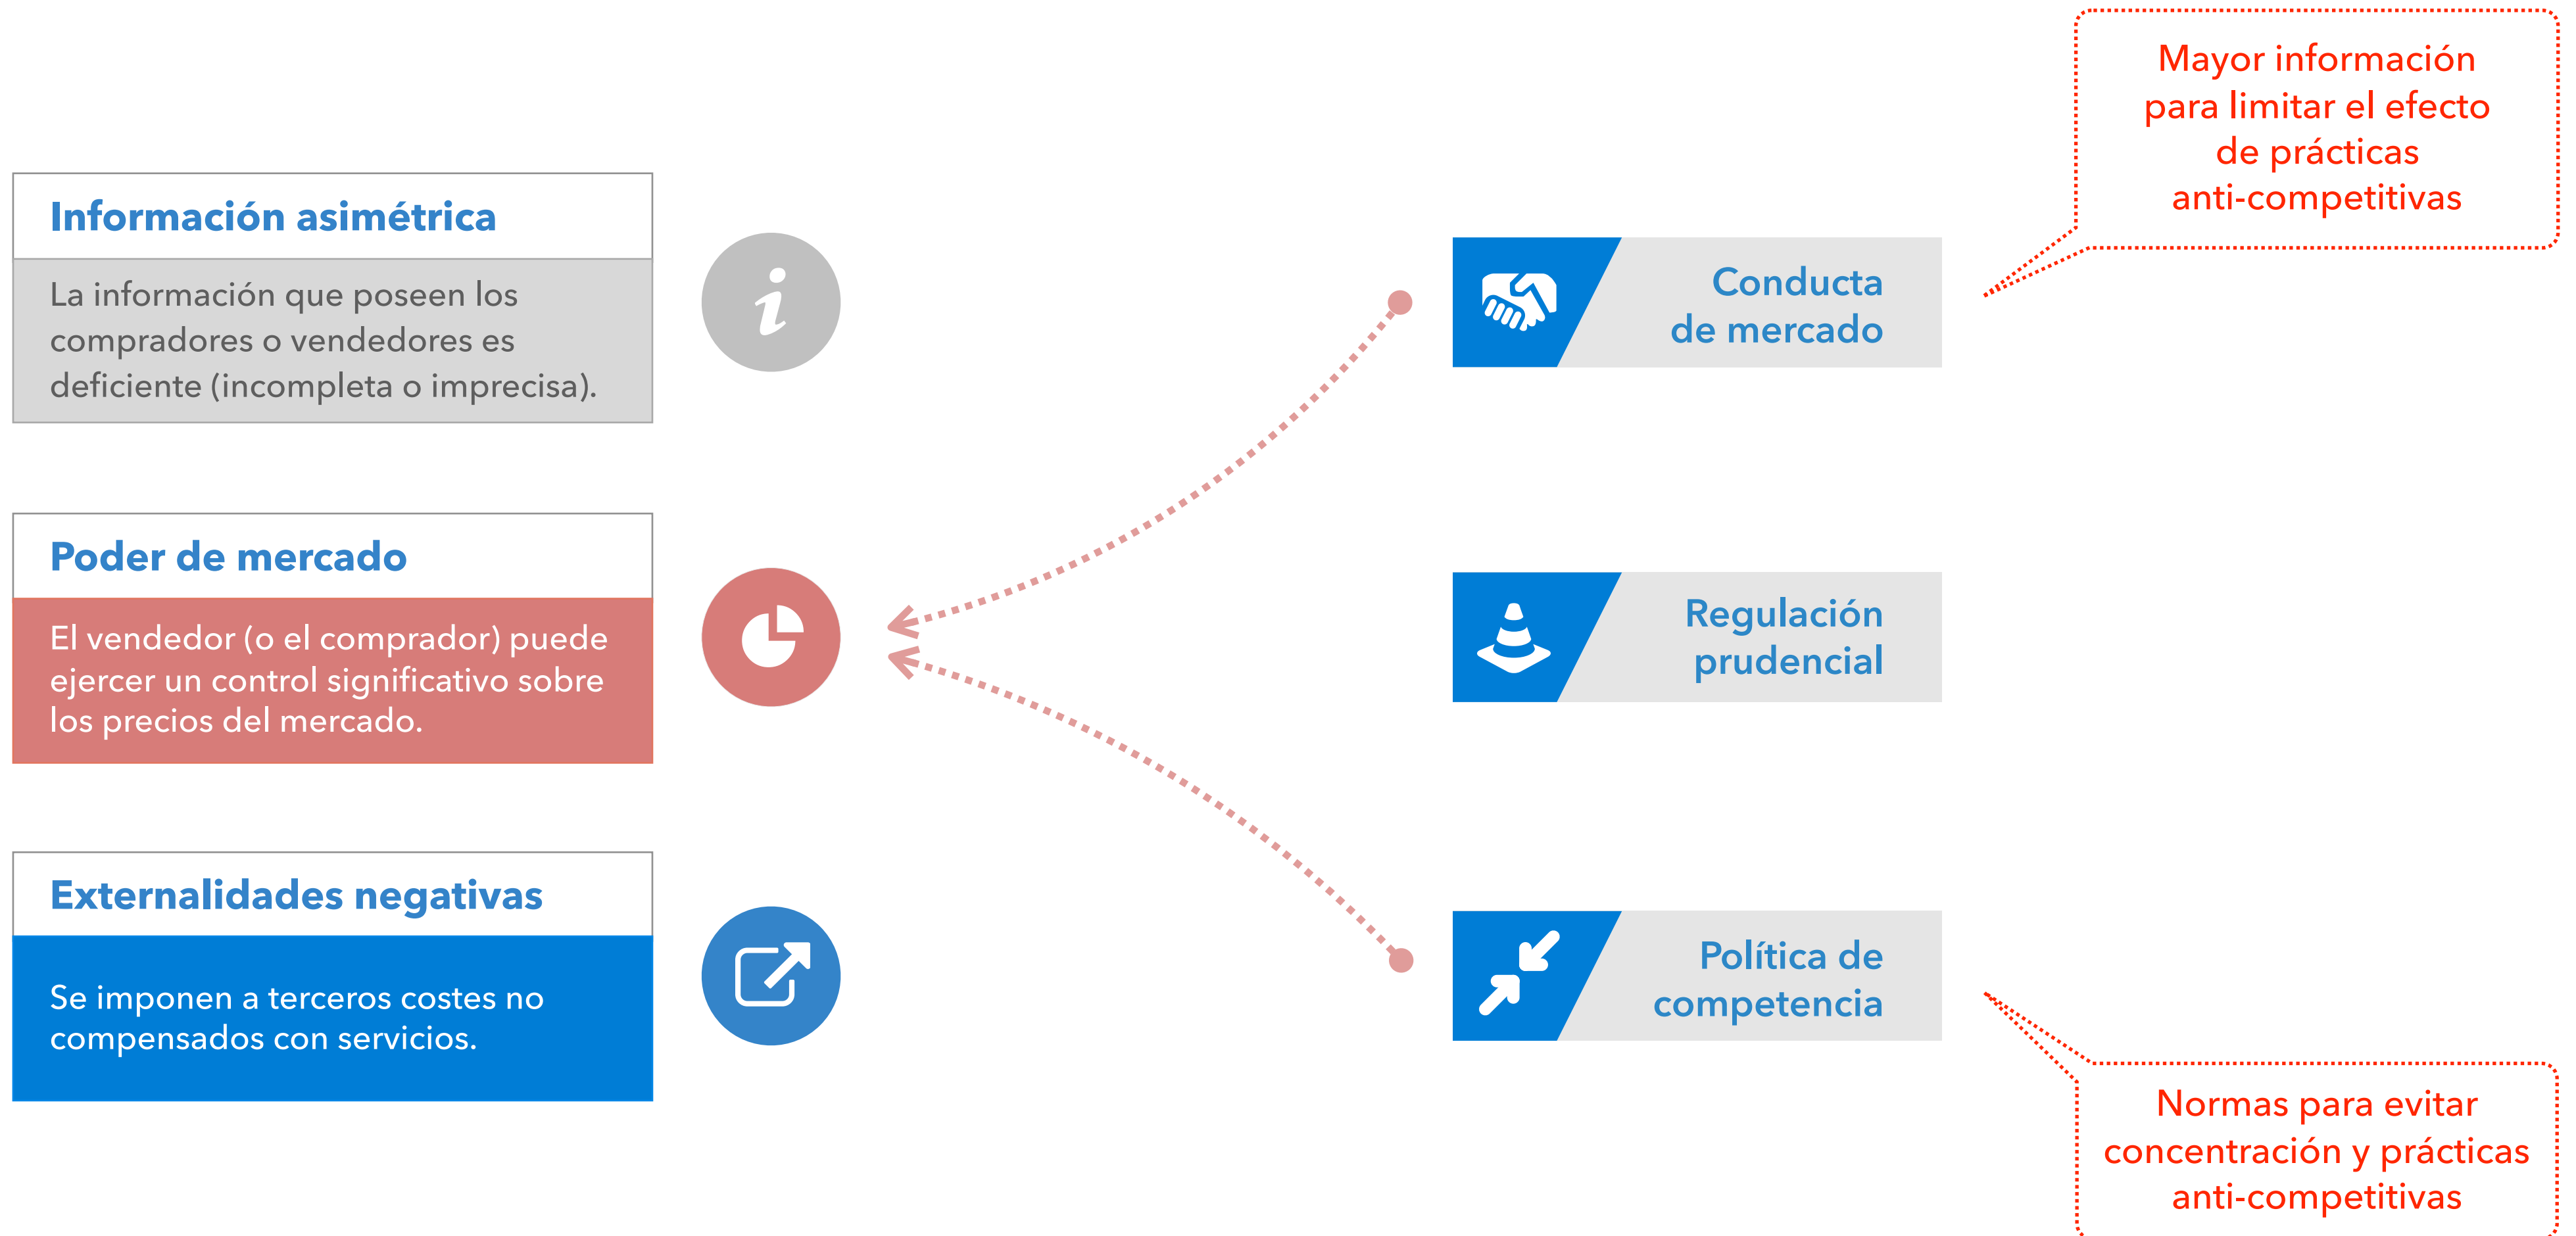 Mayor información
para limitar el efecto
de prácticas
anti-competitivas
Información asimétrica
La información que poseen los
compradores o vendedores es
deficiente (incompleta o imprecisa).
Conducta
de mercado
Poder de mercado
El vendedor (o el comprador) puede
ejercer un control significativo sobre
los precios del mercado.
Regulación
prudencial
Externalidades negativas
Se imponen a terceros costes no
compensados con servicios.
Política de
competencia
Normas para evitar
concentración y prácticas
anti-competitivas